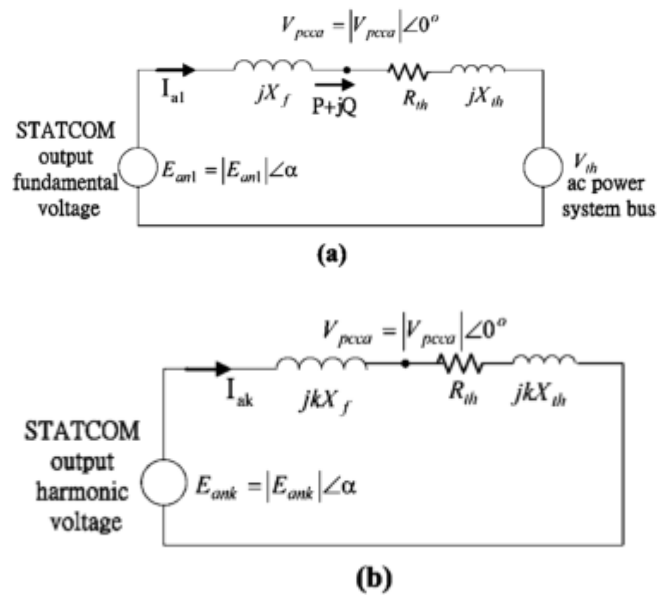 V_pcca = |V_pcca|∠0°
I_a1
jX_f
P+jQ
R_th
jX_th
STATCOM
output
fundamental
voltage
E_an1 = |E_an1|∠α
V_th
ac power
system bus
(a)
V_pcca = |V_pcca|∠0°
I_ak
jkX_f
R_th
jkX_th
STATCOM
output
harmonic
voltage
E_ank = |E_ank|∠α
(b)